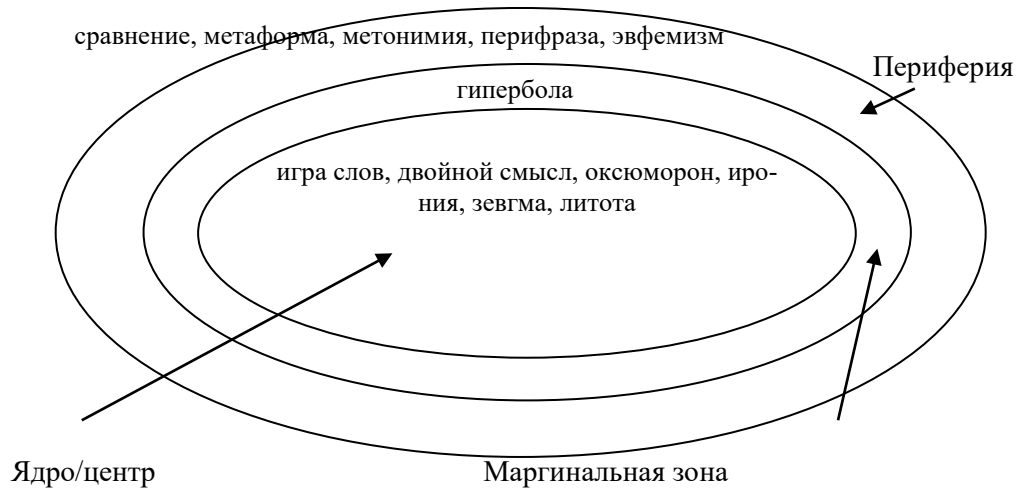 сравнение, метаформа, метонимия, перифраза, эвфемизм
Периферия
гипербола
игра слов, двойной смысл, оксюморон, иро-
ния, зевгма, литота
Ядро/центр
Маргинальная зона